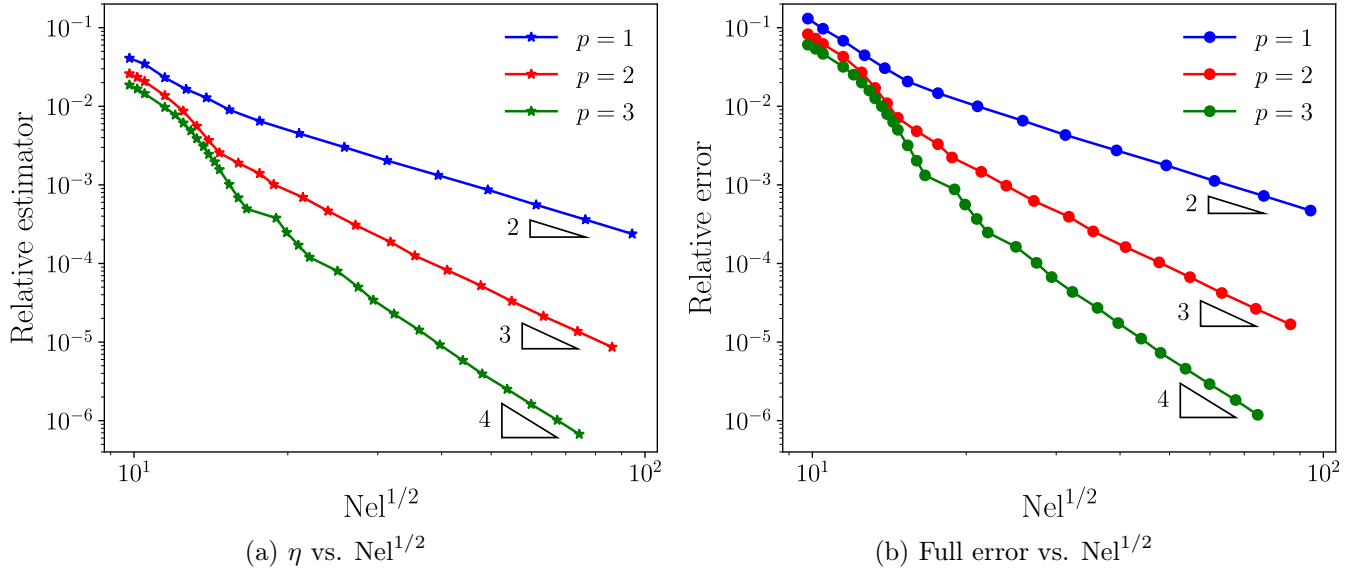 Relative estimator
10^{-1}
10^{-2}
10^{-3}
10^{-4}
10^{-5}
10^{-6}
p = 1
p = 2
p = 3
2
3
4
10^1
10^2
Nel^{1/2}
(a) η vs. Nel^{1/2}
Relative error
10^{-1}
10^{-2}
10^{-3}
10^{-4}
10^{-5}
10^{-6}
p = 1
p = 2
p = 3
2
3
4
10^1
10^2
Nel^{1/2}
(b) Full error vs. Nel^{1/2}